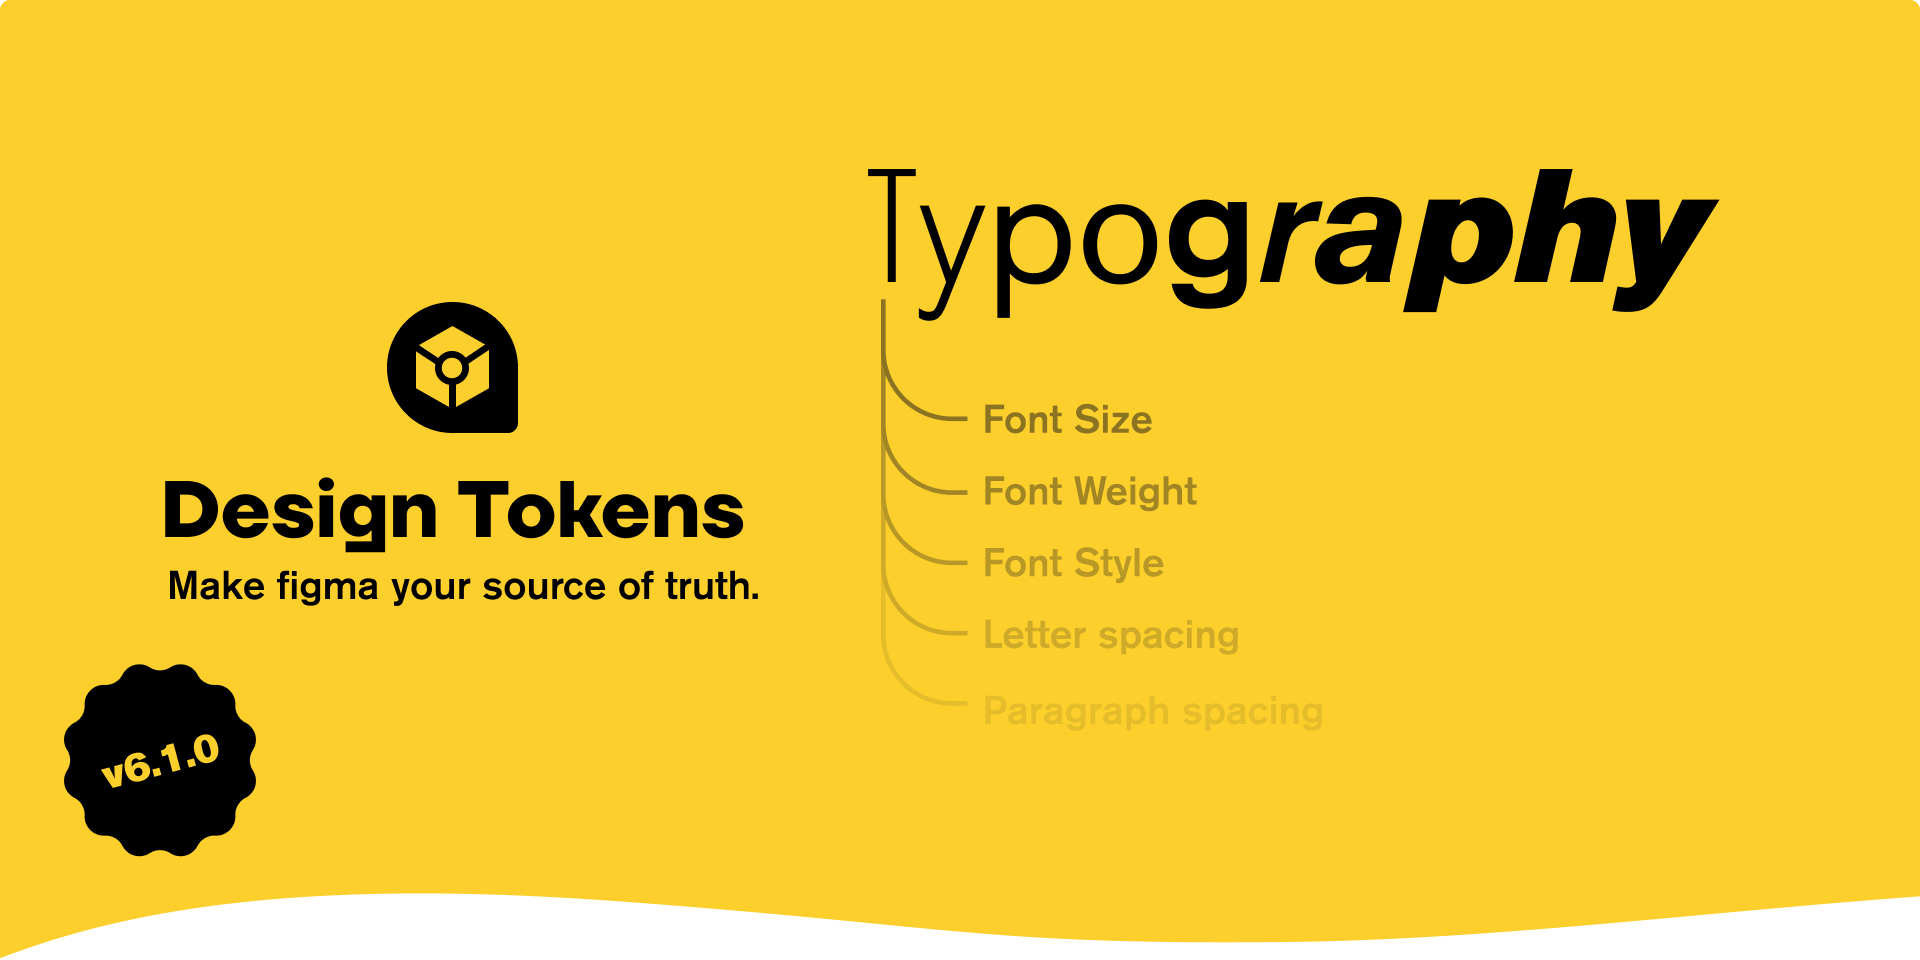 Design Tokens
Make figma your source of truth.
v6.1.0
Typography
Font Size
Font Weight
Font Style
Letter spacing
Paragraph spacing